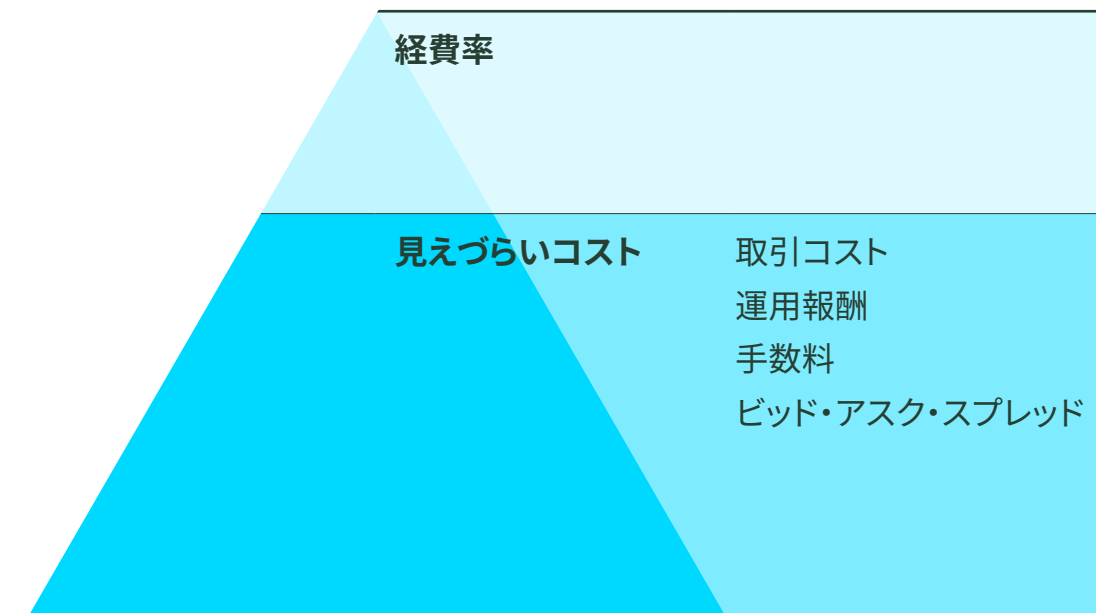 経費率
見えづらいコスト
取引コスト
運用報酬
手数料
ビッド・アスク・スプレッド